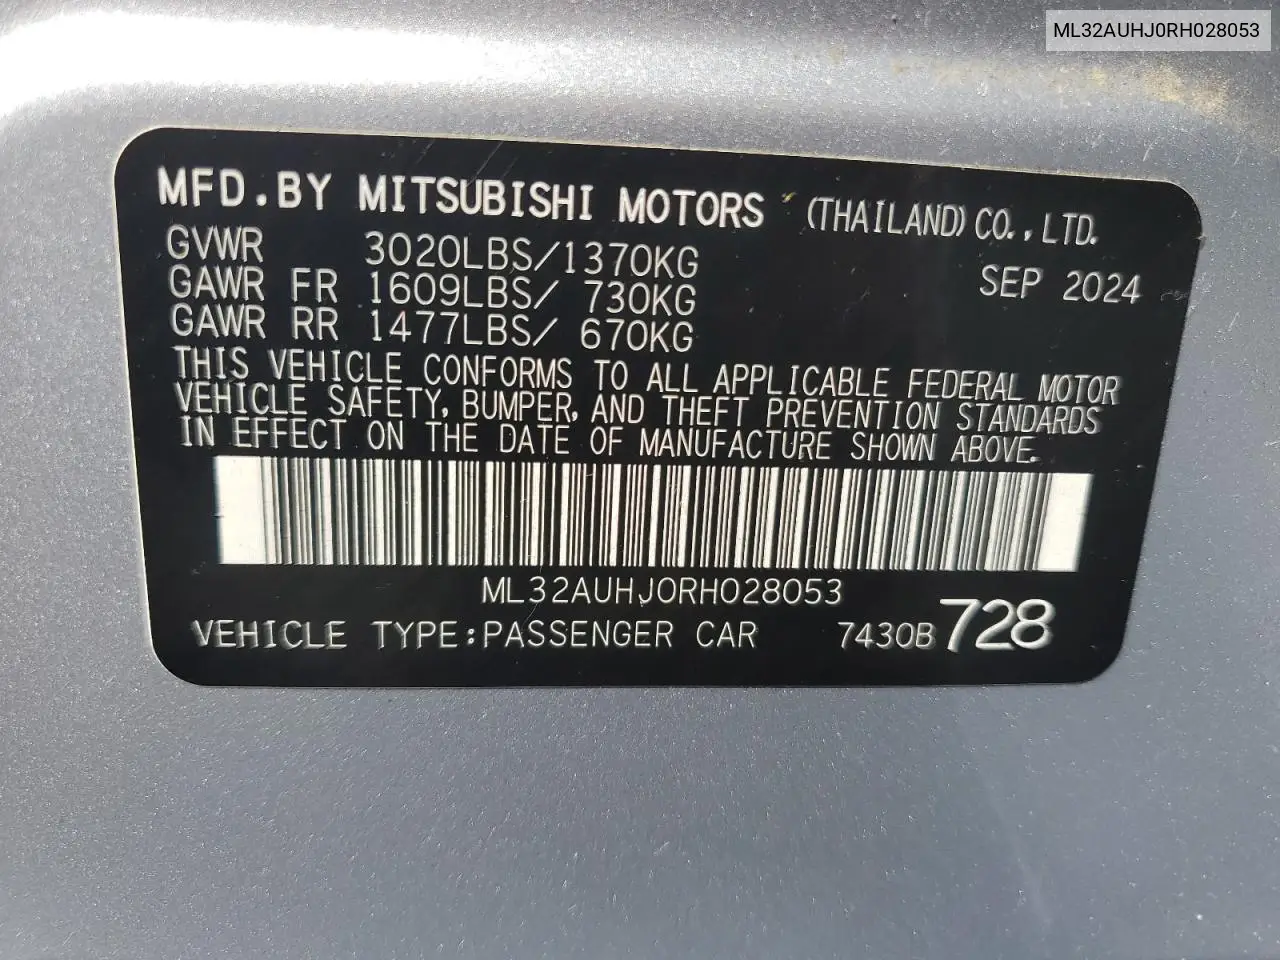 ML32AUHJ0RH028053
MFD.BY MITSUBISHI MOTORS (THAILAND) CO., LTD.
GVWR 3020LBS/1370KG SEP 2024
GAWR FR 1609LBS/ 730KG
GAWR RR 1477LBS/ 670KG
THIS VEHICLE CONFORMS TO ALL APPLICABLE FEDERAL MOTOR
VEHICLE SAFETY, BUMPER, AND THEFT PREVENTION STANDARDS
IN EFFECT ON THE DATE OF MANUFACTURE SHOWN ABOVE.
ML32AUHJ0RH028053
VEHICLE TYPE:PASSENGER CAR 7430B 728